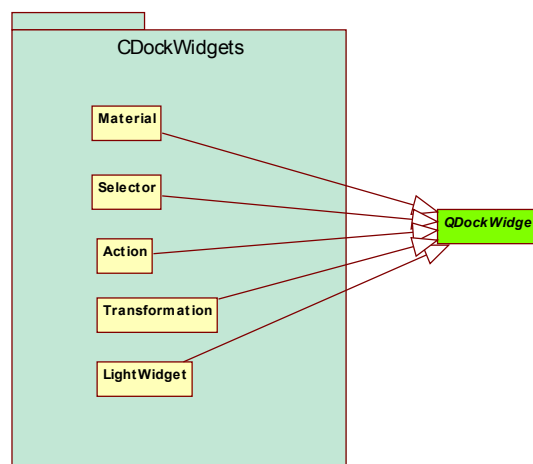 CDockWidgets
Material
Selector
QDockWidge
Action
Transformation
LightWidget